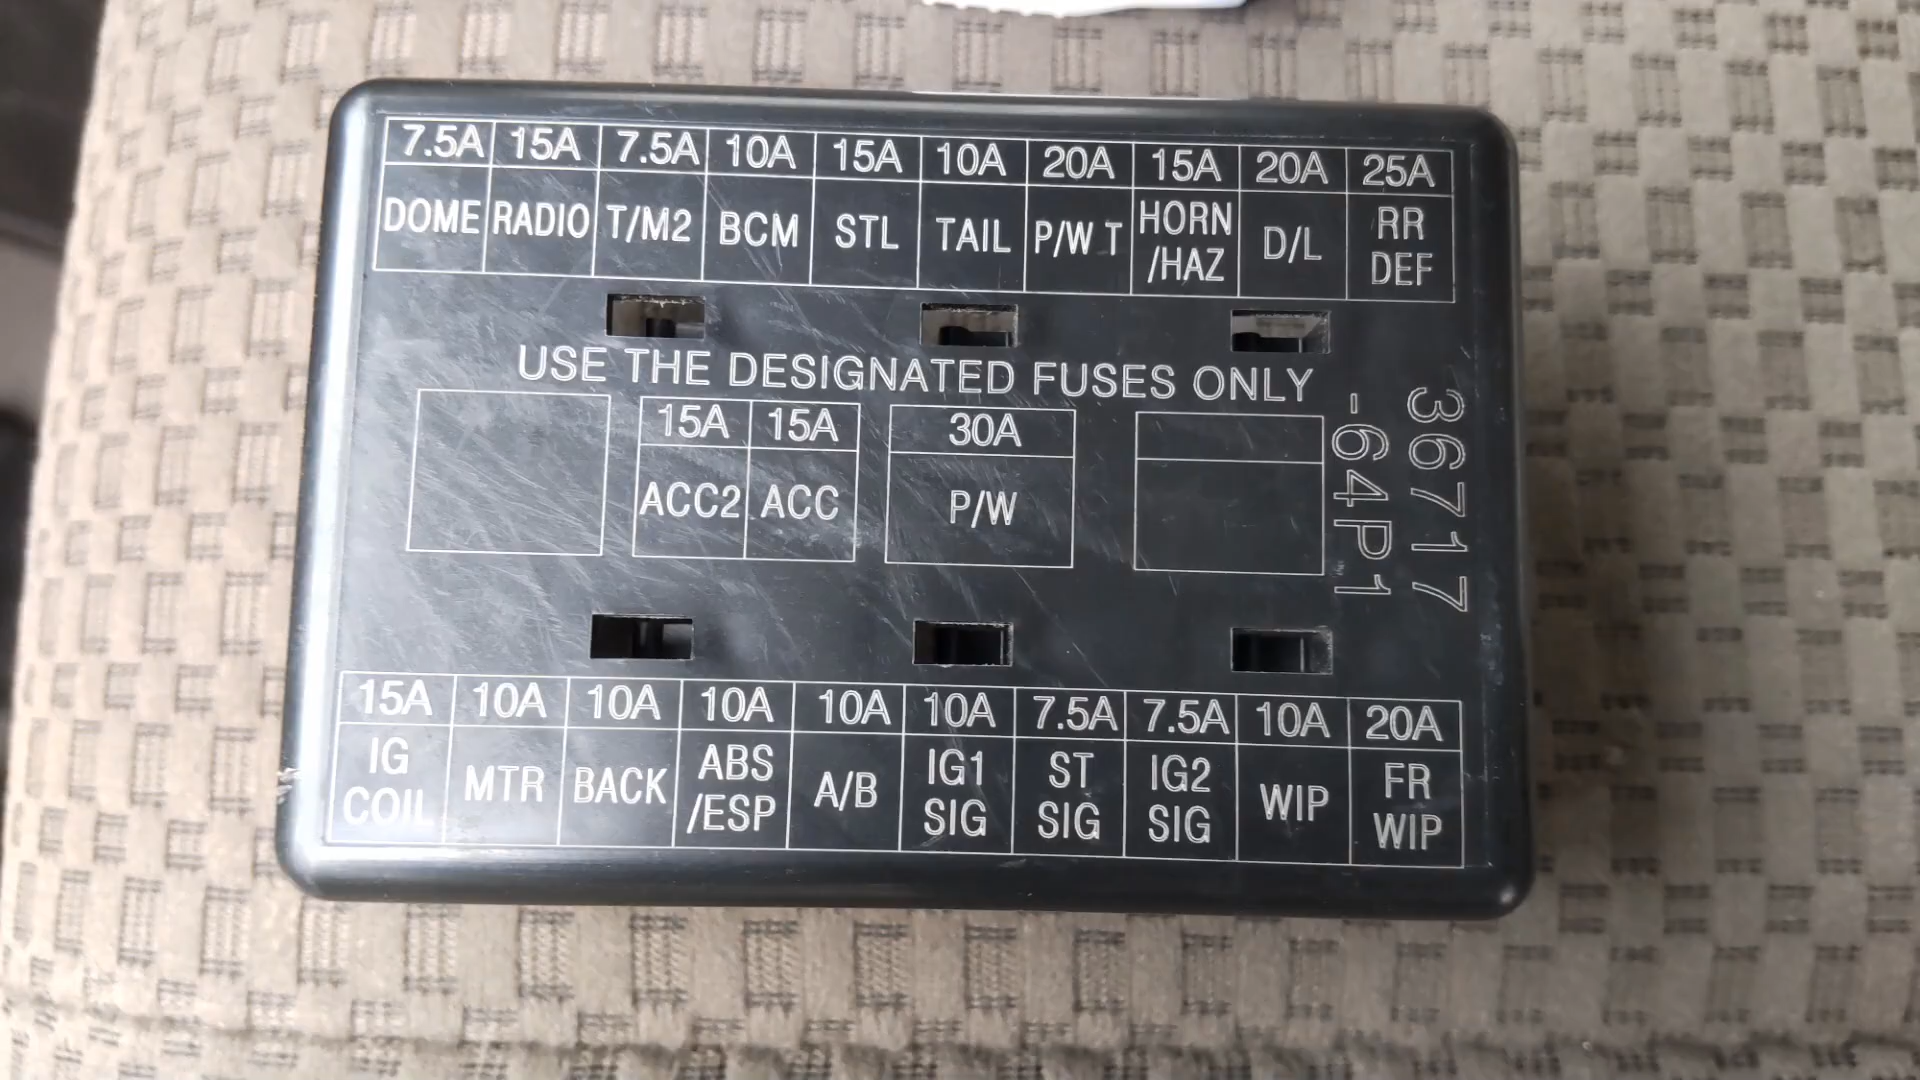 7.5A 15A 7.5A 10A 15A 10A 20A 15A 20A 25A
DOME RADIO T/M2 BCM STL TAIL P/W T HORN /HAZ D/L RR DEF
USE THE DESIGNATED FUSES ONLY
15A 15A 30A
ACC2 ACC P/W
36717
-64P1
15A 10A 10A 10A 10A 10A 7.5A 7.5A 10A 20A
IG COIL MTR BACK ABS /ESP A/B IG1 SIG ST SIG IG2 SIG WIP FR WIP